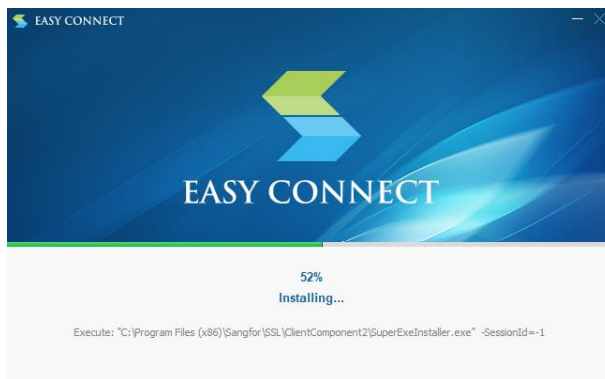 EASY CONNECT
EASY CONNECT
52%
Installing...
Execute: "C:\Program Files (x86)\Sangfor\SSL\ClientComponent2\SuperExeInstaller.exe" -SessionId=-1